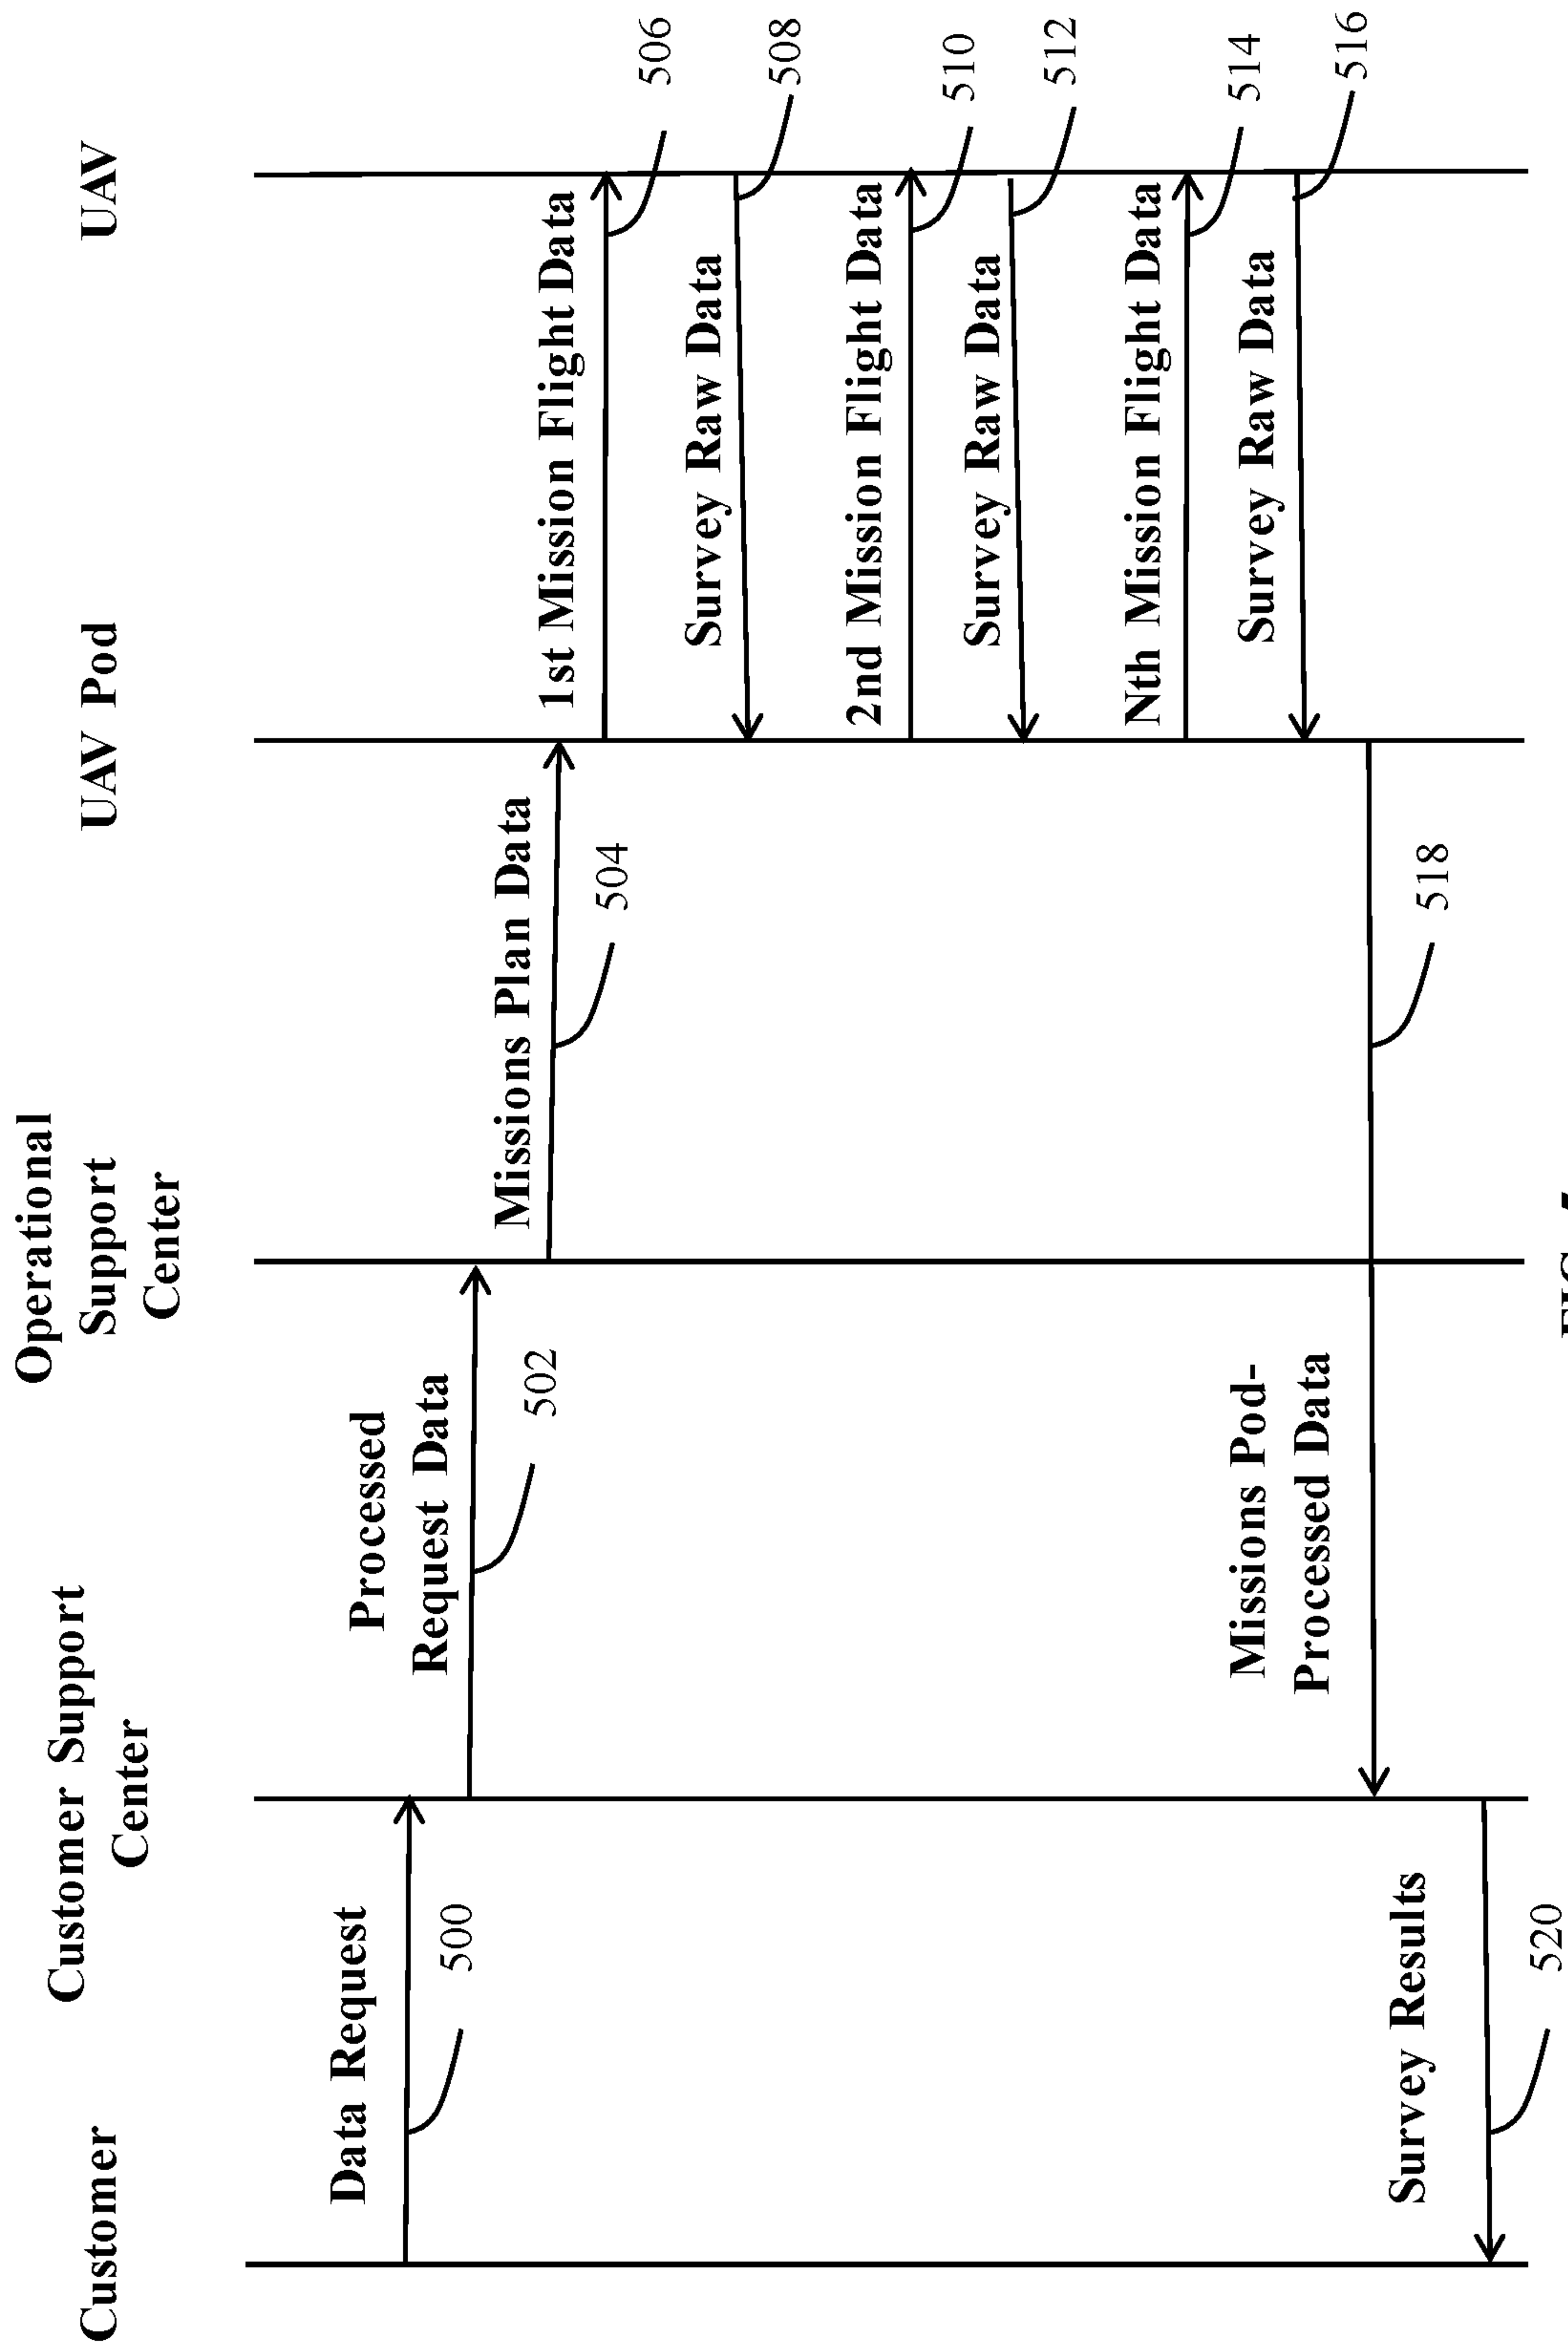 Customer
Customer Support
Center
Operational
Support
Center
UAV Pod
UAV
Data Request
500
Processed
Request Data
502
Missions Plan Data
504
1st Mission Flight Data
506
Survey Raw Data
508
2nd Mission Flight Data
510
Survey Raw Data
512
Nth Mission Flight Data
514
Survey Raw Data
516
Missions Pod-
Processed Data
518
Survey Results
520